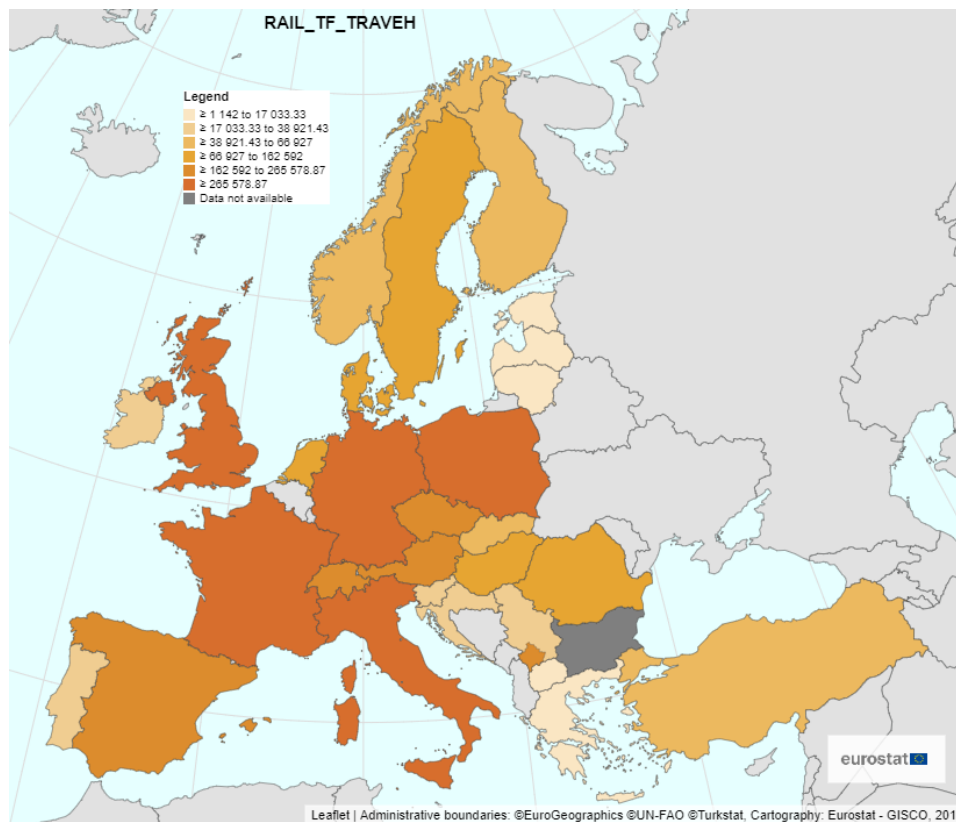 RAIL_TF_TRAVEH
Legend
≥ 1 142 to 17 033.33
≥ 17 033.33 to 38 921.43
≥ 38 921.43 to 66 927
≥ 66 927 to 162 592
≥ 162 592 to 265 578.87
≥ 265 578.87
Data not available
eurostat
Leaflet | Administrative boundaries: ©EuroGeographics ©UN-FAO ©Turkstat, Cartography: Eurostat - GISCO, 201